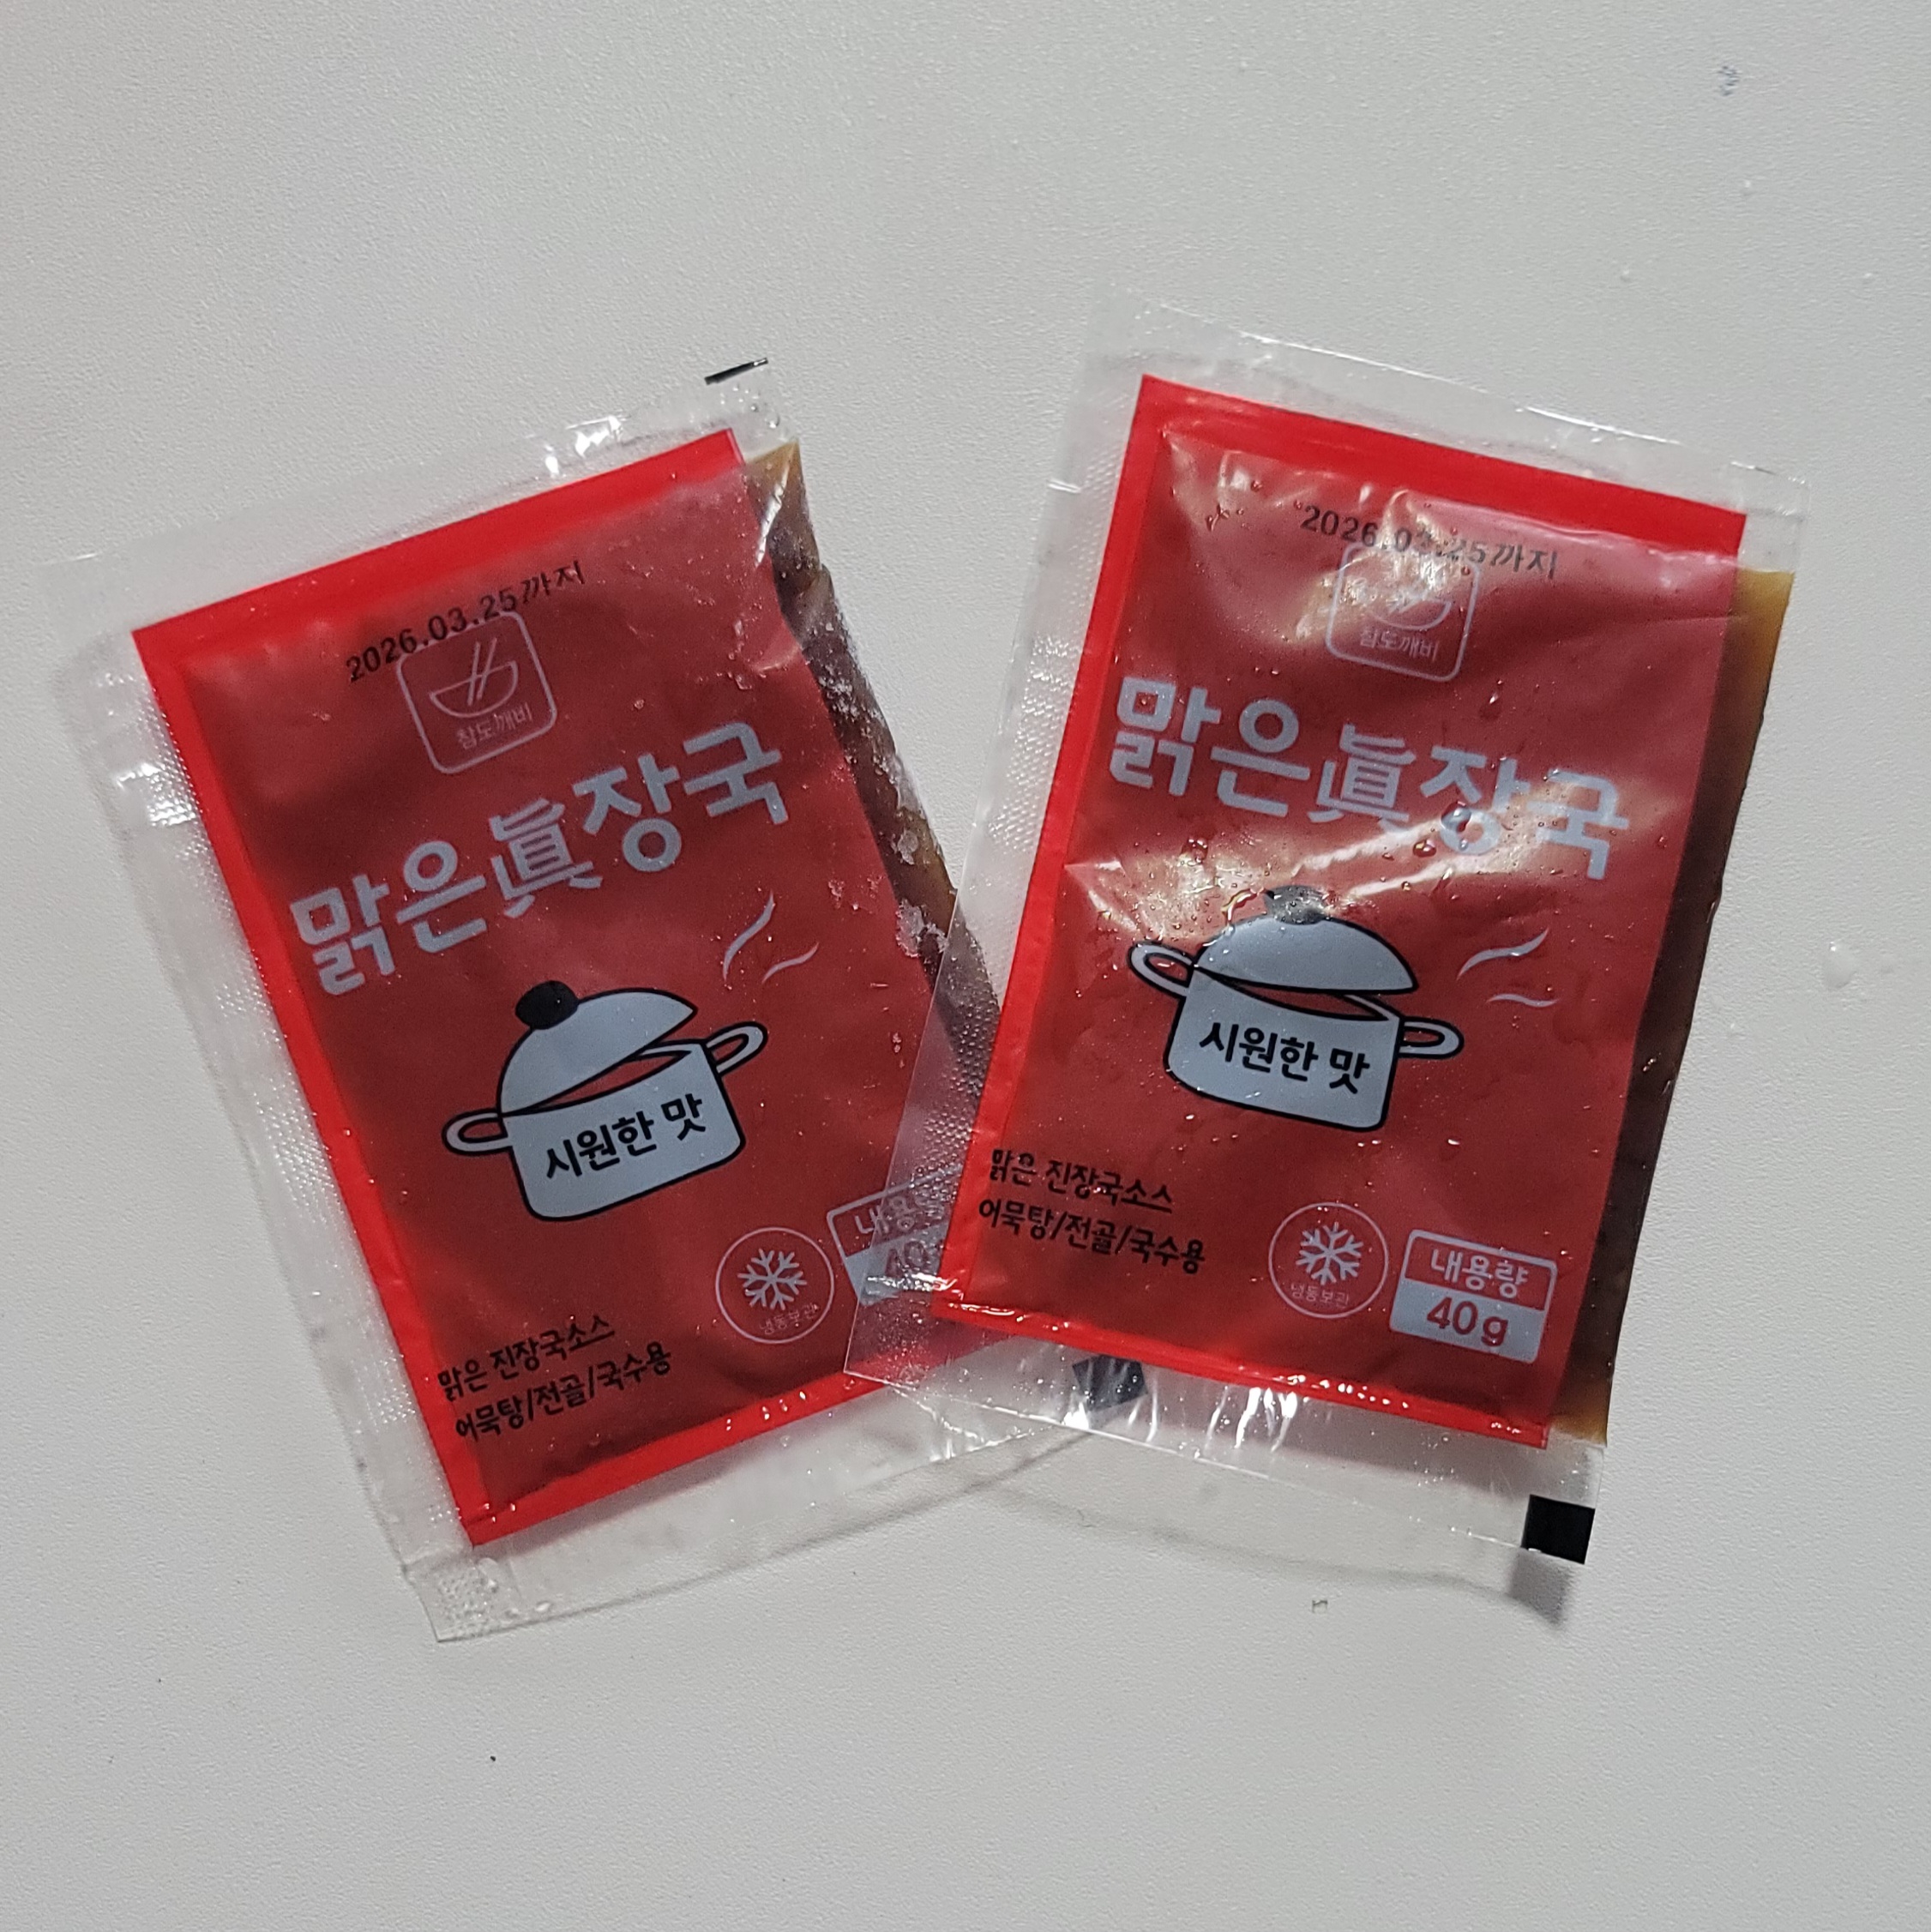 2026.03.25까지
참도깨비
맑은眞장국
시원한 맛
맑은 진장국소스
어묵탕/전골/국수용
냉동보관
내용
40
2026.03.25까지
참도깨비
맑은眞장국
시원한 맛
맑은 진장국소스
어묵탕/전골/국수용
냉동보관
내용량
40g